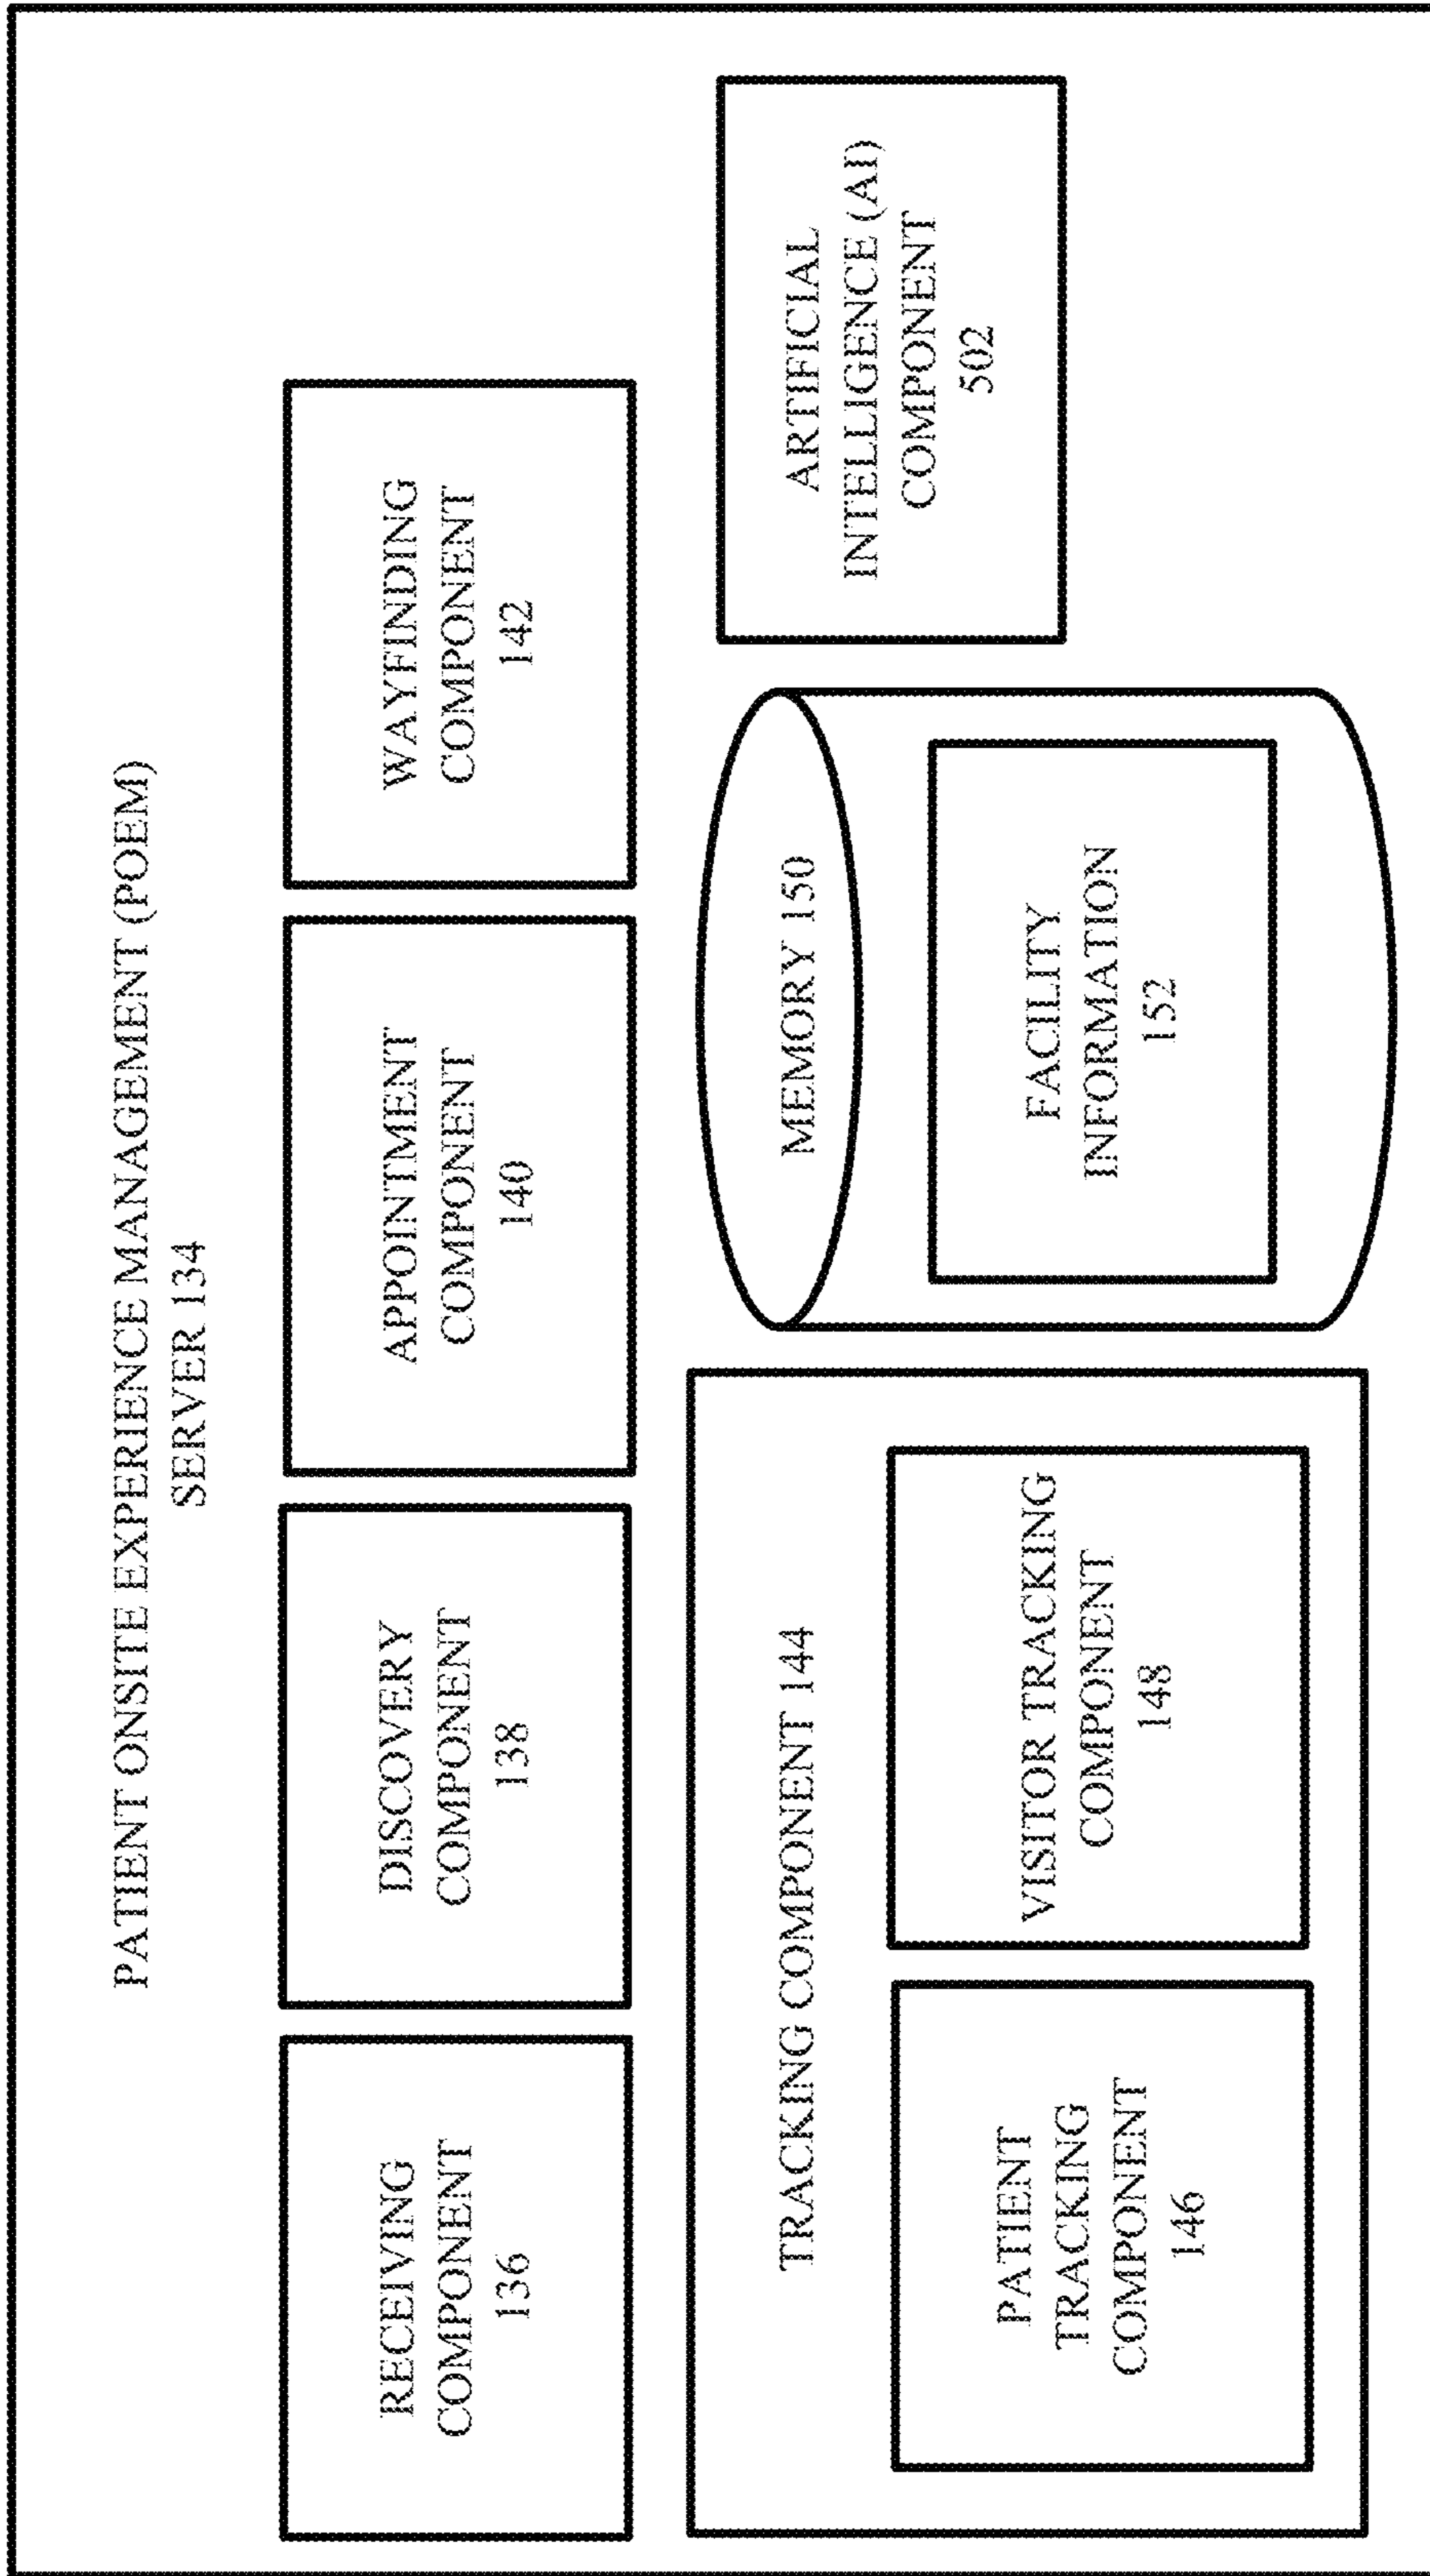 PATIENT ONSITE EXPERIENCE MANAGEMENT (POEM)
SERVER 134
RECEIVING
COMPONENT
136
DISCOVERY
COMPONENT
138
APPOINTMENT
COMPONENT
140
WAYFINDING
COMPONENT
142
TRACKING COMPONENT 144
PATIENT
TRACKING
COMPONENT
146
VISITOR TRACKING
COMPONENT
148
MEMORY 150
FACILITY
INFORMATION
152
ARTIFICIAL
INTELLIGENCE (AI)
COMPONENT
502